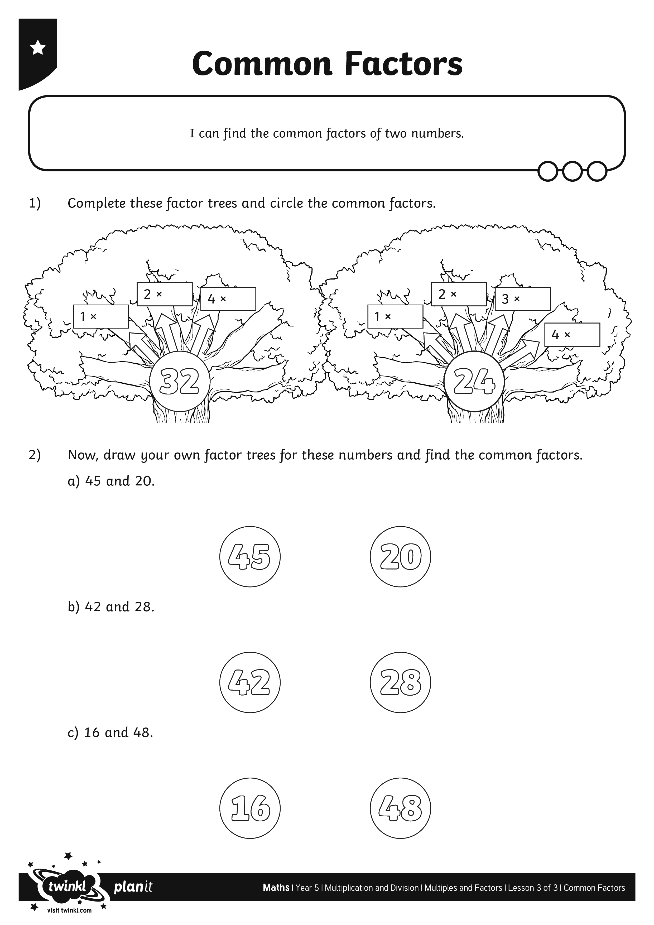 Common Factors
I can find the common factors of two numbers.
1) Complete these factor trees and circle the common factors.
1 ×
2 ×
4 ×
32
1 ×
2 ×
3 ×
4 ×
24
2) Now, draw your own factor trees for these numbers and find the common factors.
a) 45 and 20.
45 20
b) 42 and 28.
42 28
c) 16 and 48.
16 48
twinkl planit
visit twinkl.com
Maths | Year 5 | Multiplication and Division | Multiples and Factors | Lesson 3 of 3 | Common Factors